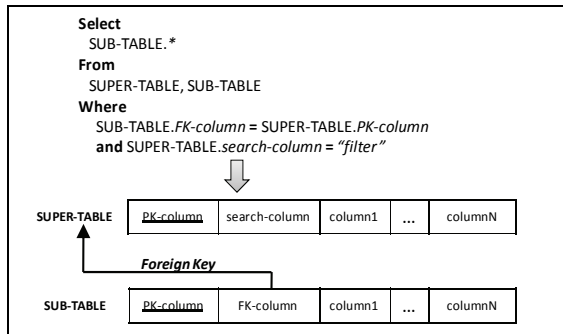 Select
SUB-TABLE.*
From
SUPER-TABLE, SUB-TABLE
Where
SUB-TABLE.FK-column = SUPER-TABLE.PK-column
and SUPER-TABLE.search-column = “filter”
SUPER-TABLE PK-column search-column column1 ... columnN
Foreign Key
SUB-TABLE PK-column FK-column column1 ... columnN